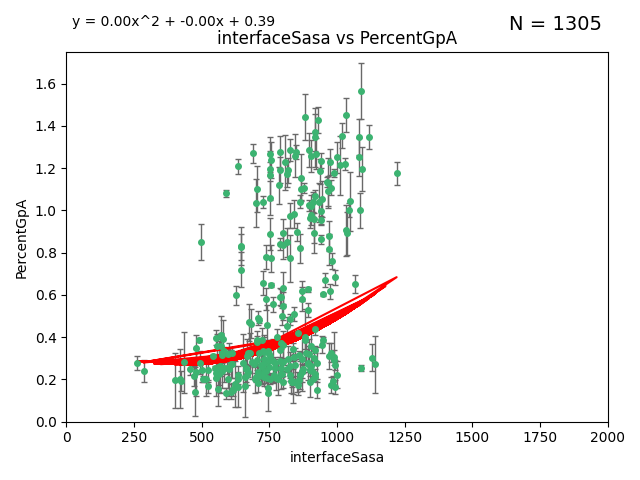 y = 0.00x^2 + -0.00x + 0.39
N = 1305
interfaceSasa vs PercentGpA
PercentGpA
1.6
1.4
1.2
1.0
0.8
0.6
0.4
0.2
0.0
0 250 500 750 1000 1250 1500 1750 2000
interfaceSasa